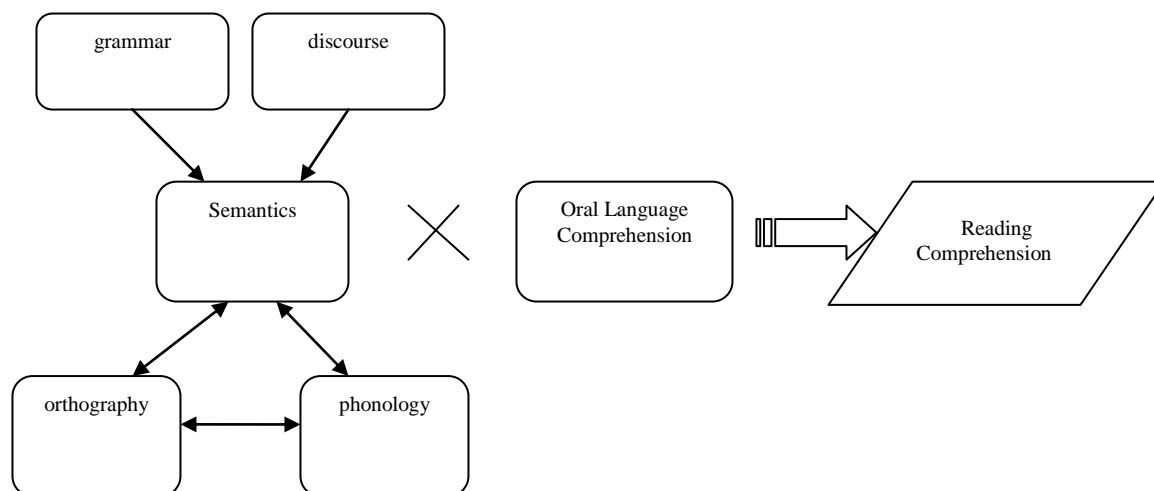 grammar
discourse
Semantics
Oral Language
Comprehension
Reading
Comprehension
orthography
phonology